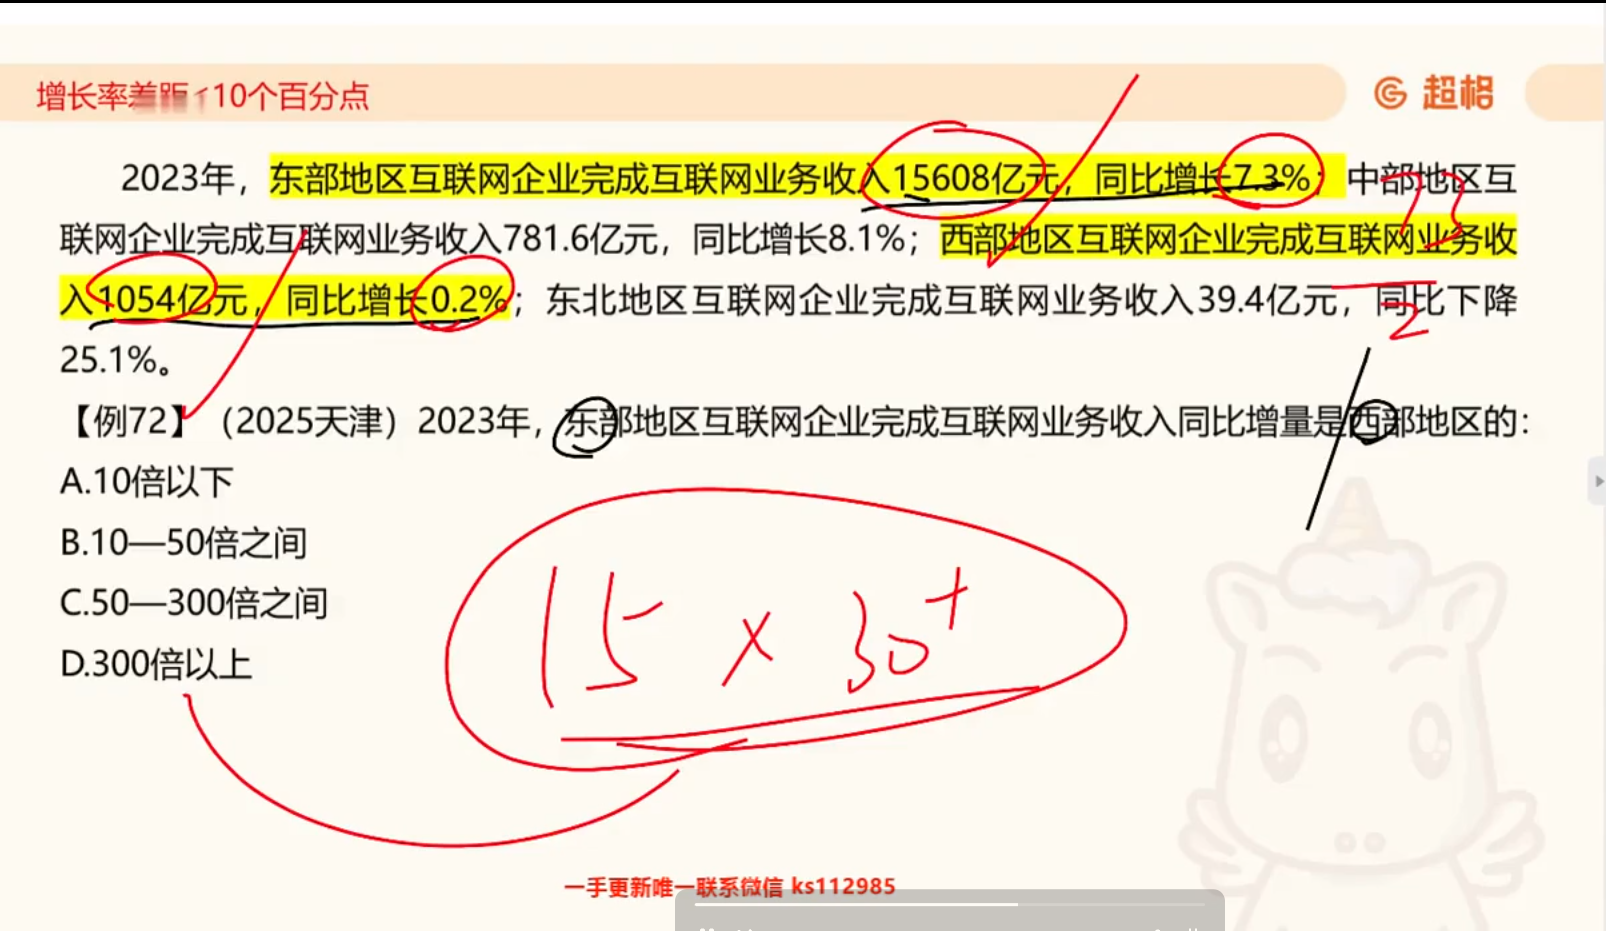 增长率差距<10个百分点
超格
2023年，东部地区互联网企业完成互联网业务收入15608亿元，同比增长7.3%；中部地区互
联网企业完成互联网业务收入781.6亿元，同比增长8.1%；西部地区互联网企业完成互联网业务收
入1054亿元，同比增长0.2%；东北地区互联网企业完成互联网业务收入39.4亿元，同比下降
25.1%。
73
2
【例72】（2025天津）2023年，东部地区互联网企业完成互联网业务收入同比增量是西部地区的：
A.10倍以下
B.10—50倍之间
C.50—300倍之间
D.300倍以上
15 × 30+
一手更新唯一联系微信 ks112985